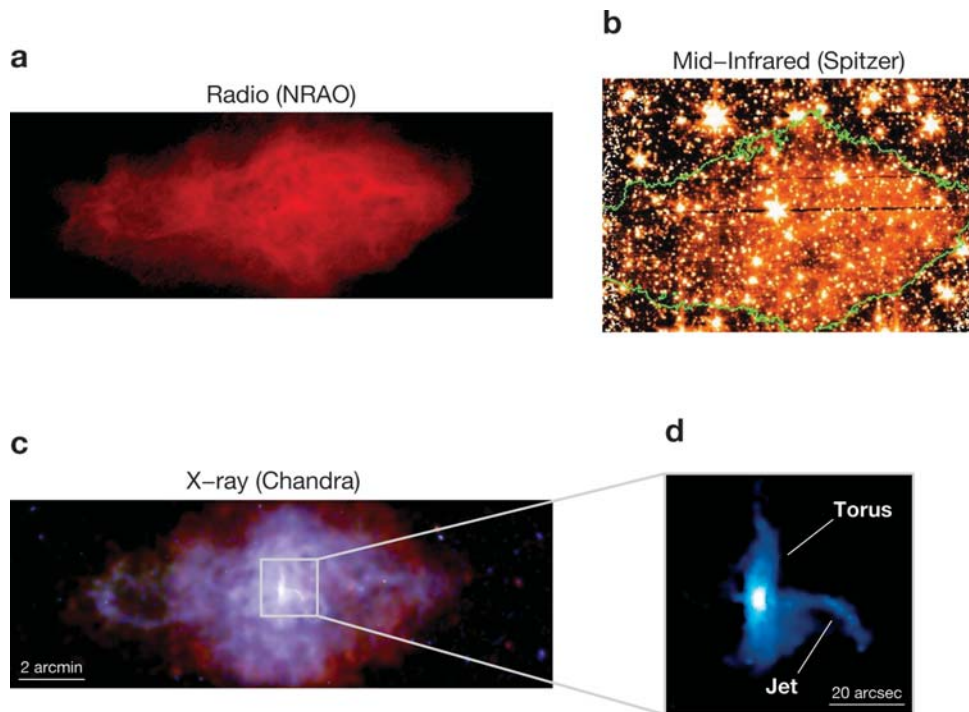 a
Radio (NRAO)
b
Mid–Infrared (Spitzer)
c
X–ray (Chandra)
2 arcmin
d
Torus
Jet
20 arcsec